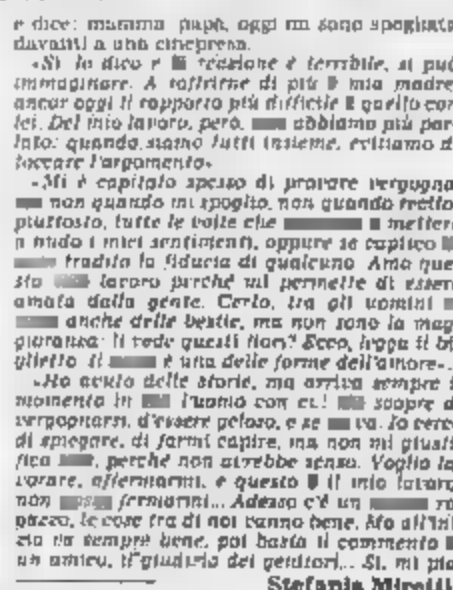 e dice: mamma, papà, oggi mi sono spogliata
davanti a una cinepresa.
«Sì, lo dico e reazione è terribile, si può
immaginare. A soffrirne di più mia madre,
ancor oggi il rapporto più difficile quello con
lei. Del mio lavoro, però, abbiamo più par-
lato: quando siamo tutti insieme, evitiamo di
toccare l'argomento».
«Mi è capitato spesso di provare vergogna
non quando mi spoglio, non quando
piuttosto, tutte le volte che metter
a nudo i miei sentimenti, oppure se capisco
tradito la fiducia di qualcuno. Amo que-
sto lavoro perché mi permette di esser
amata dalla gente. Certo, tra gli uomini
anche delle bestie, ma non sono la mag-
gioranza: li vede questi fiori? Ecco, legga il bi-
glietto. Il è una delle forme dell'amore»...
«Ho avuto delle storie, ma arriva sempre il
momento in l'uomo con cui scopre di
vergognarsi, d'essere geloso, e se va. Io cerco
di spiegare, di farmi capire, ma non mi giusti-
fico perché non avrebbe senso. Voglio la-
vorare, affermarmi, e questo il mio lavoro
non fermarmi... Adesso c'è un ra-
gazzo, le cose tra di noi vanno bene. Ma all'ini-
zio va sempre bene, poi basta il commento
un amico, il giudizio dei genitori... Sì, mi pia
Stefania Miretti